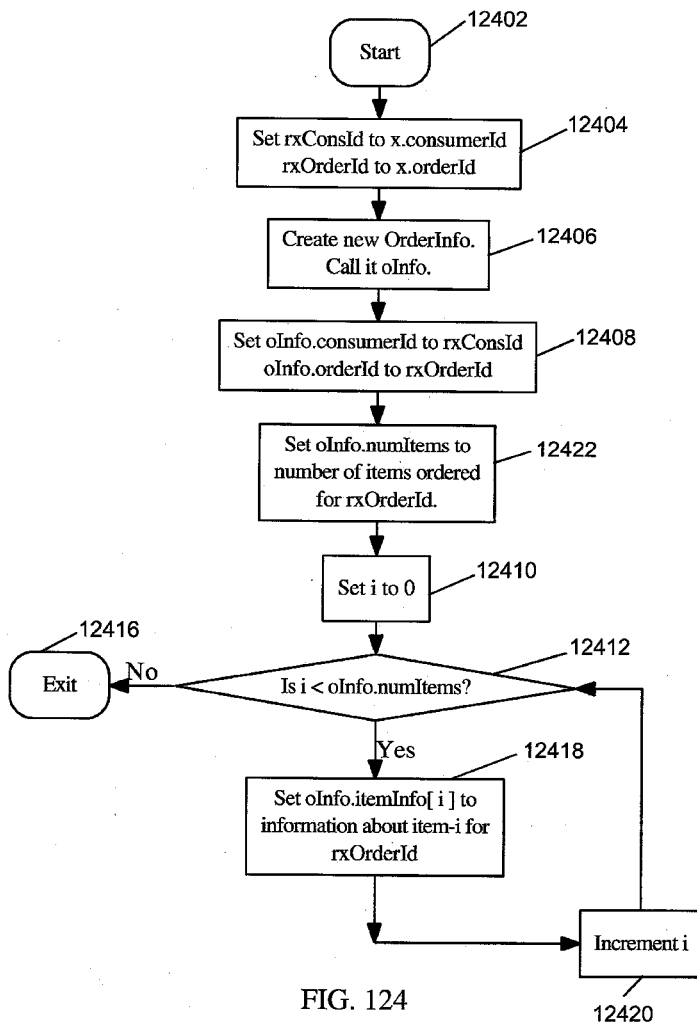 12402
Start
12404
Set rxConsId to x.consumerId
rxOrderId to x.orderId
12406
Create new OrderInfo.
Call it oInfo.
12408
Set oInfo.consumerId to rxConsId
oInfo.orderId to rxOrderId
12422
Set oInfo.numItems to
number of items ordered
for rxOrderId.
12410
Set i to 0
12416
12412
Exit
No
Is i < oInfo.numItems?
Yes
12418
Set oInfo.itemInfo[ i ] to
information about item-i for
rxOrderId
Increment i
12420
FIG. 124